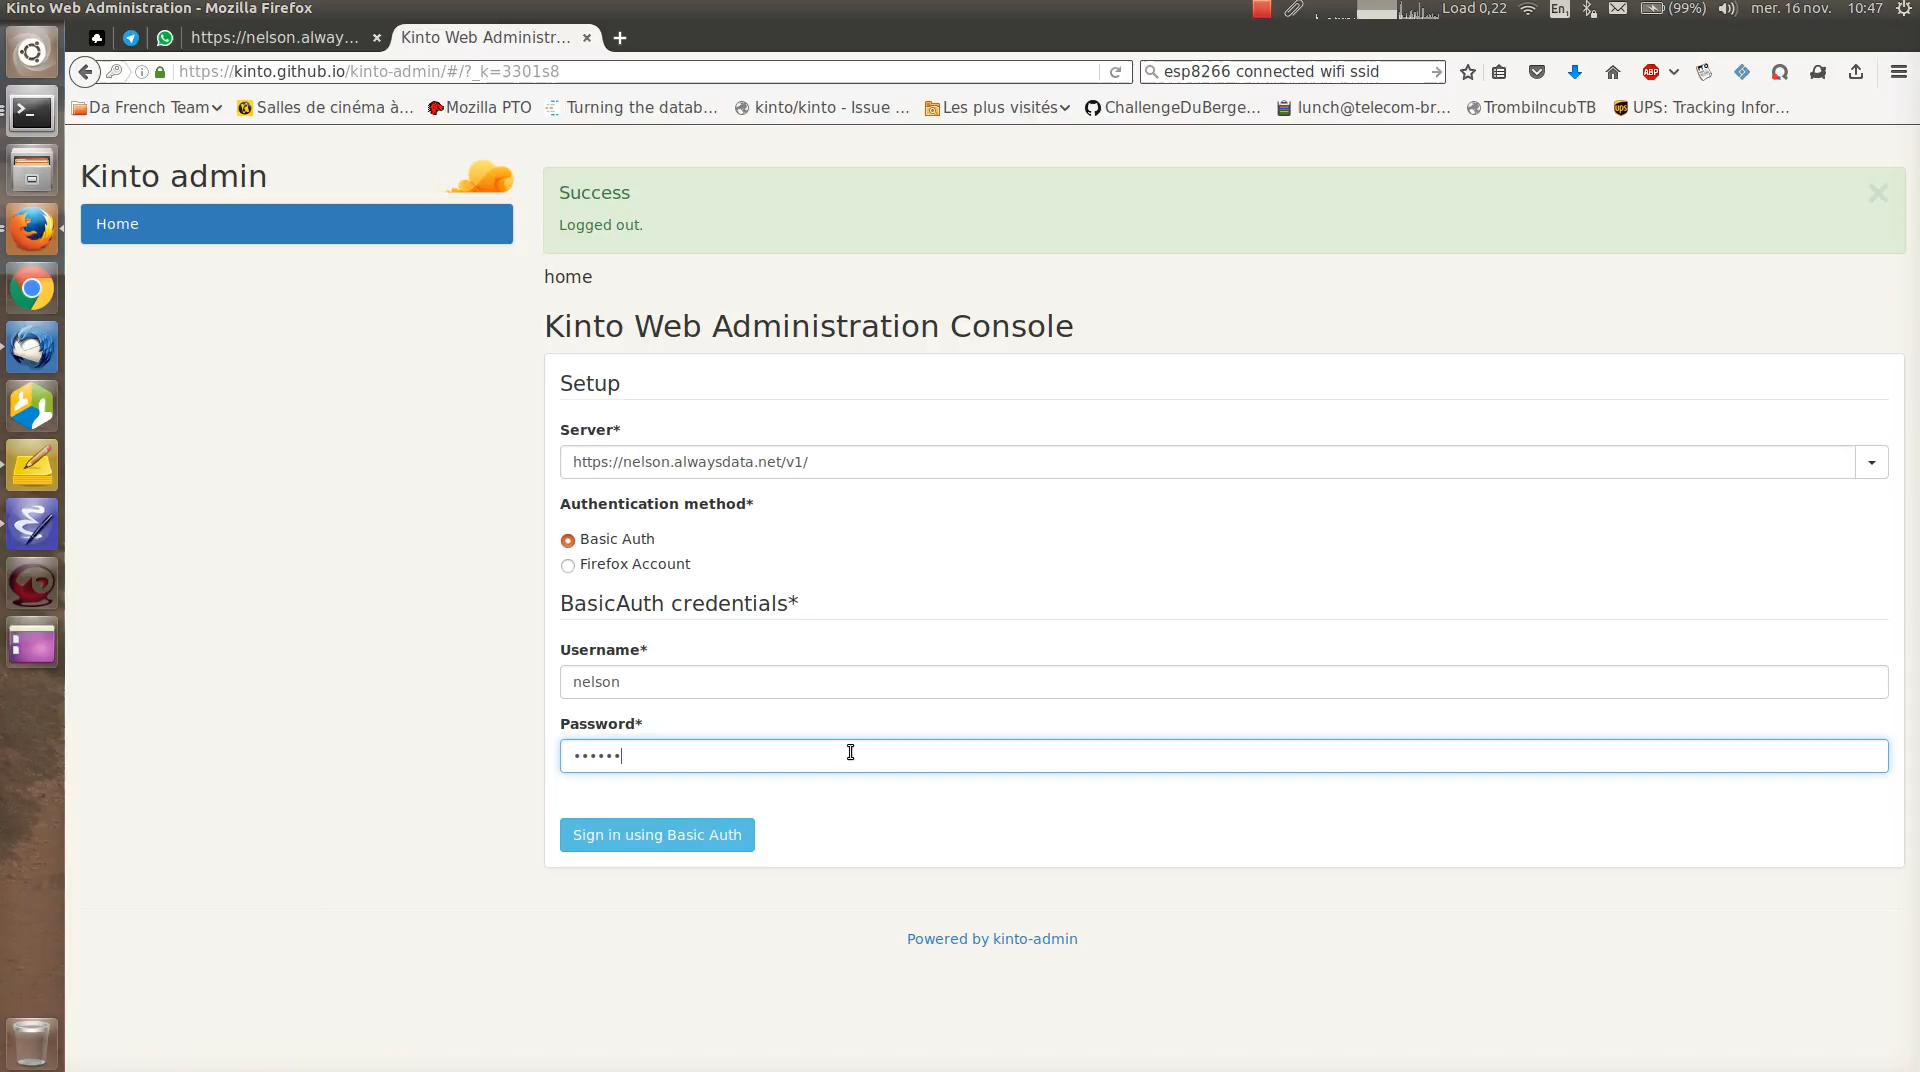 Kinto Web Administration - Mozilla Firefox
En1
Load 0,22
(99%)
mer. 16 nov.
10:47
https://nelson.alway... ×
Kinto Web Administr... ×
https://kinto.github.io/kinto-admin/#/?_k=3301s8
esp8266 connected wifi ssid
ABP
Da French Team
Salles de cinéma à...
Mozilla PTO
Turning the datab...
kinto/kinto - Issue ...
Les plus visités
ChallengeDuBerge...
lunch@telecom-br...
TrombiIncubTB
ups
UPS: Tracking Infor...
Kinto admin
Home
Success
Logged out.
home
Kinto Web Administration Console
Setup
Server*
https://nelson.alwaysdata.net/v1/
Authentication method*
Basic Auth
Firefox Account
BasicAuth credentials*
Username*
nelson
Password*
••••••
Sign in using Basic Auth
Powered by kinto-admin